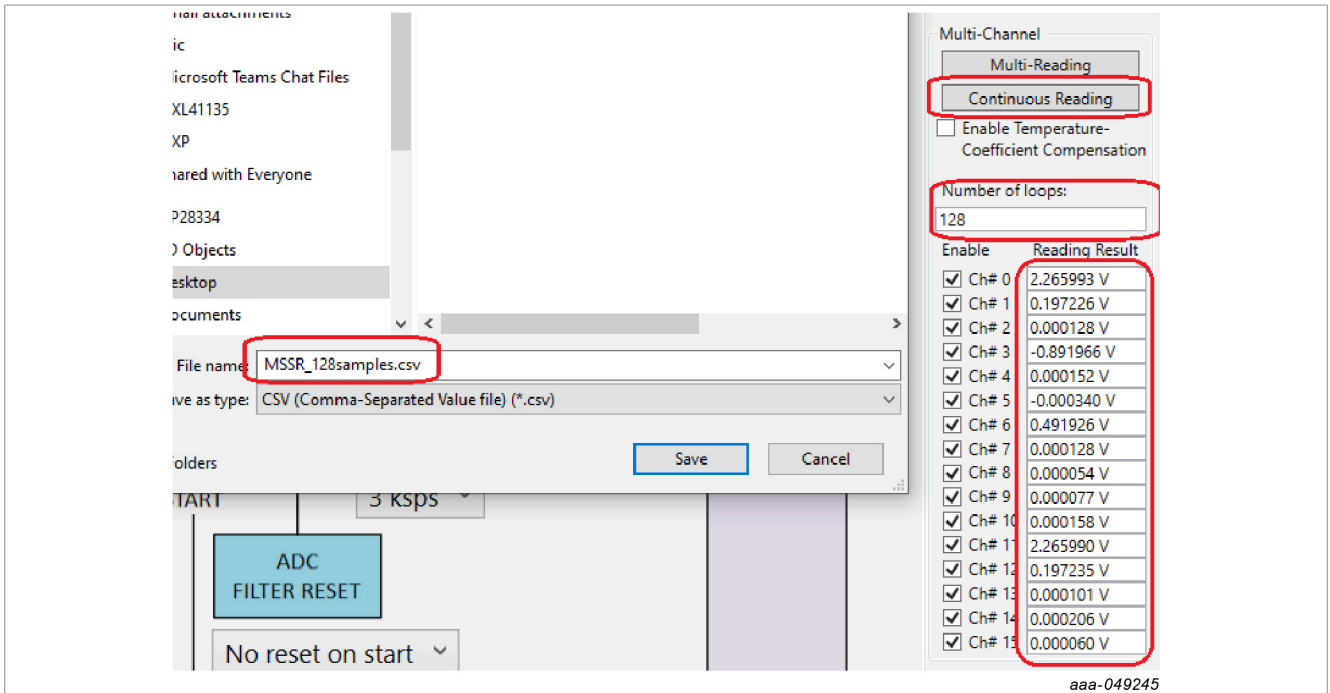 ic
icrosoft Teams Chat Files
XL41135
XP
nared with Everyone
P28334
D Objects
esktop
ocuments
File name: MSSR_128samples.csv
ve as type: CSV (Comma-Separated Value file) (*.csv)
olders
Save
Cancel
TART
3 ksps
ADC
FILTER RESET
No reset on start
Multi-Channel
Multi-Reading
Continuous Reading
Enable Temperature-
Coefficient Compensation
Number of loops:
128
Enable Reading Result
Ch# 0 2.265993 V
Ch# 1 0.197226 V
Ch# 2 0.000128 V
Ch# 3 -0.891966 V
Ch# 4 0.000152 V
Ch# 5 -0.000340 V
Ch# 6 0.491926 V
Ch# 7 0.000128 V
Ch# 8 0.000054 V
Ch# 9 0.000077 V
Ch# 10 0.000158 V
Ch# 11 2.265990 V
Ch# 12 0.197235 V
Ch# 13 0.000101 V
Ch# 14 0.000206 V
Ch# 15 0.000060 V
aaa-049245